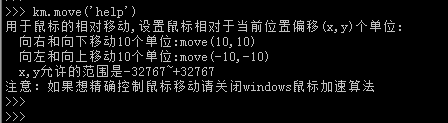 >>> km.move('help')
用于鼠标的相对移动,设置鼠标相对于当前位置偏移(x,y)个单位:
向右和向下移动10个单位:move(10,10)
向左和向上移动10个单位:move(-10,-10)
x,y允许的范围是-32767~+32767
注意：如果想精确控制鼠标移动请关闭windows鼠标加速算法
>>>
>>>